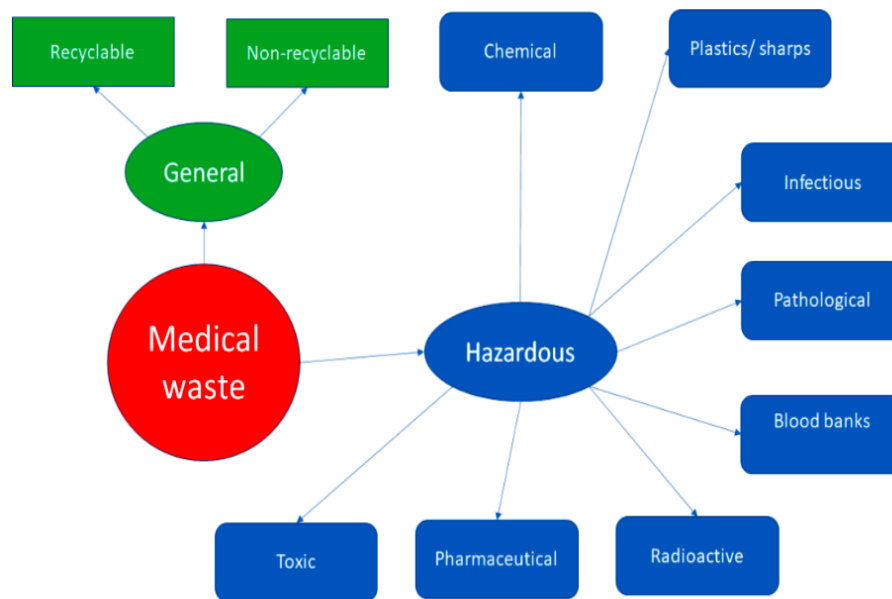 Recyclable
Non-recyclable
Chemical
Plastics/ sharps
General
Infectious
Pathological
Medical
waste
Hazardous
Blood banks
Toxic
Pharmaceutical
Radioactive